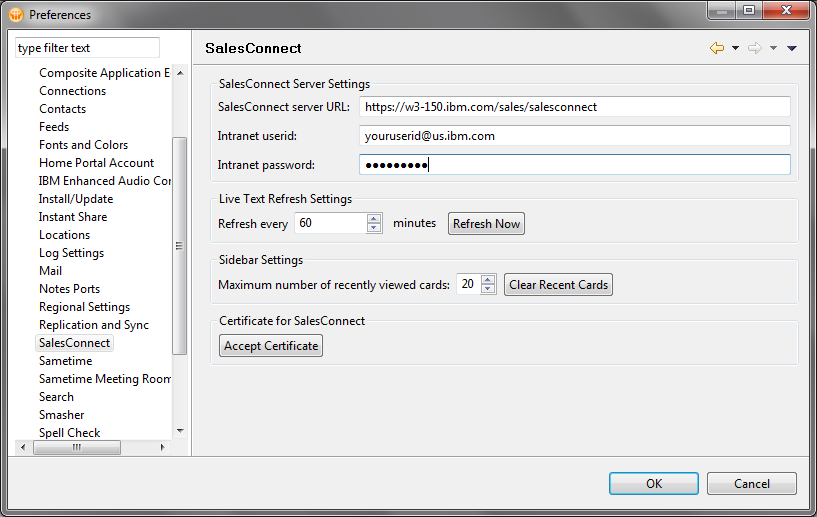 Preferences
type filter text
Composite Application E
Connections
Contacts
Feeds
Fonts and Colors
Home Portal Account
IBM Enhanced Audio Con
Install/Update
Instant Share
Locations
Log Settings
Mail
Notes Ports
Regional Settings
Replication and Sync
SalesConnect
Sametime
Sametime Meeting Room
Search
Smasher
Spell Check
SalesConnect
SalesConnect Server Settings
SalesConnect server URL: https://w3-150.ibm.com/sales/salesconnect
Intranet userid: youruserid@us.ibm.com
Intranet password: ●●●●●●●●●
Live Text Refresh Settings
Refresh every 60 minutes Refresh Now
Sidebar Settings
Maximum number of recently viewed cards: 20 Clear Recent Cards
Certificate for SalesConnect
Accept Certificate
OK Cancel